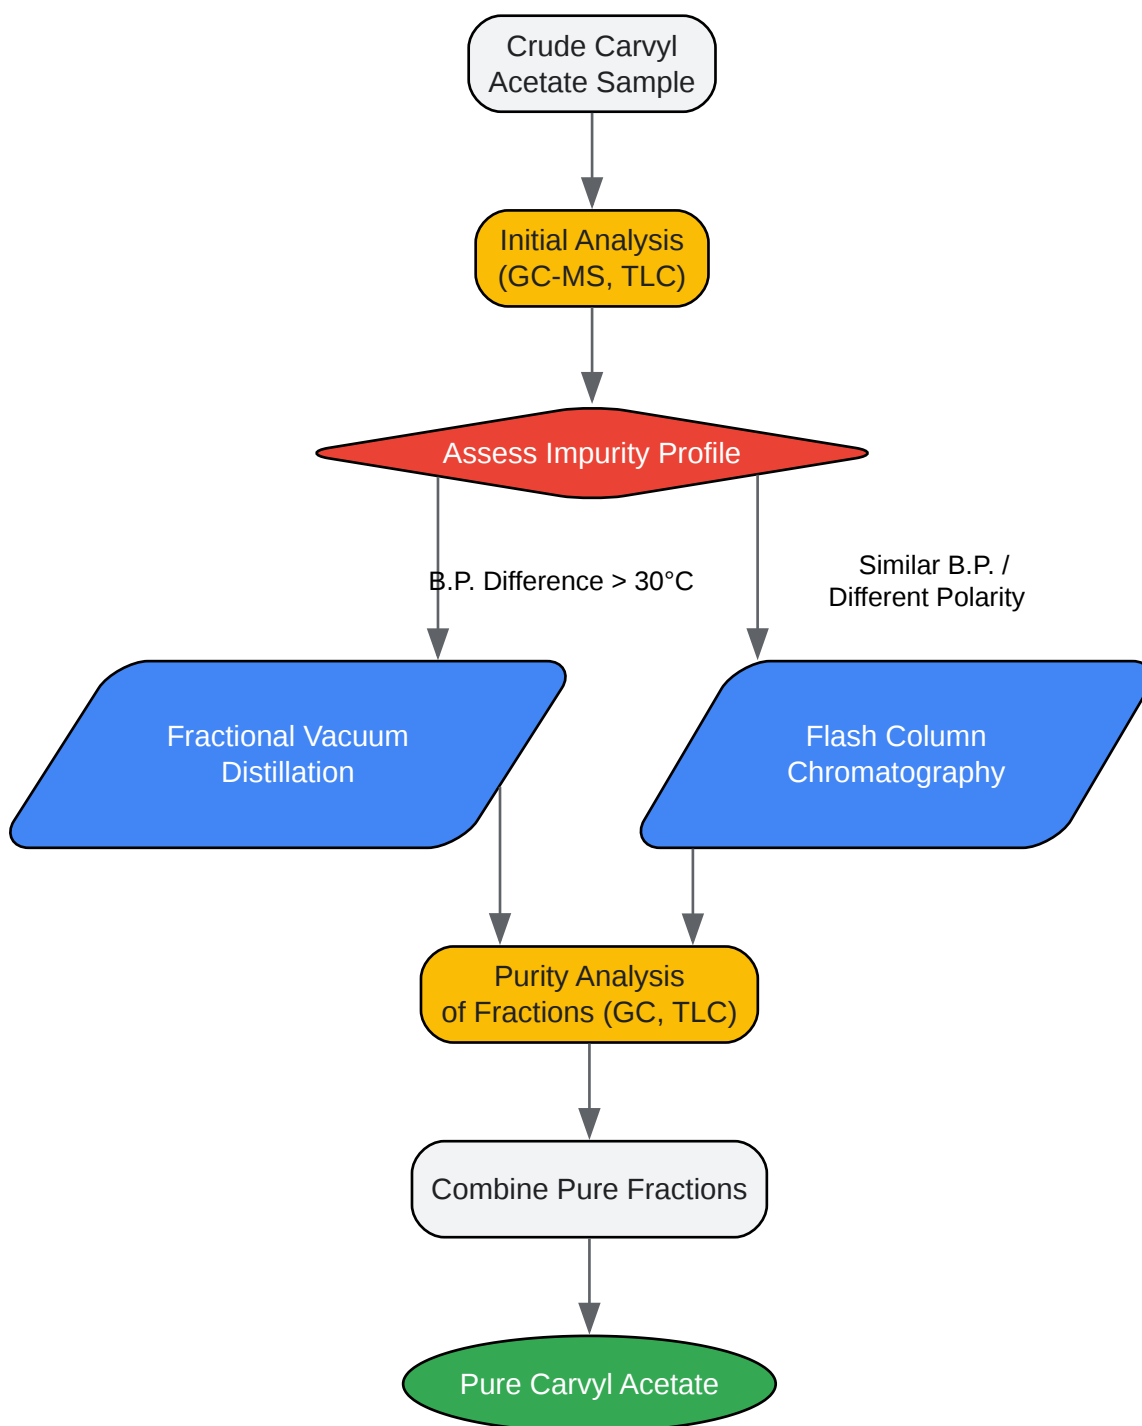 Crude Carvyl
Acetate Sample
Initial Analysis
(GC-MS, TLC)
Assess Impurity Profile
B.P. Difference > 30°C
Similar B.P. /
Different Polarity
Fractional Vacuum
Distillation
Flash Column
Chromatography
Purity Analysis
of Fractions (GC, TLC)
Combine Pure Fractions
Pure Carvyl Acetate